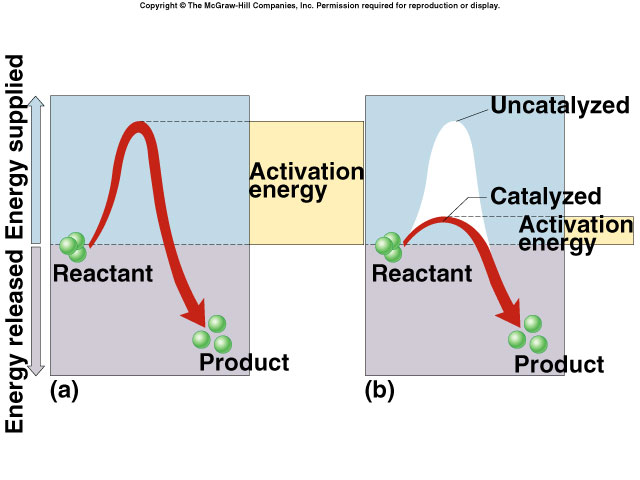 Copyright © The McGraw-Hill Companies, Inc. Permission required for reproduction or display.
Energy supplied
Energy released
Activation
energy
Reactant
Product
(a)
Uncatalyzed
Catalyzed
Activation
energy
Reactant
Product
(b)